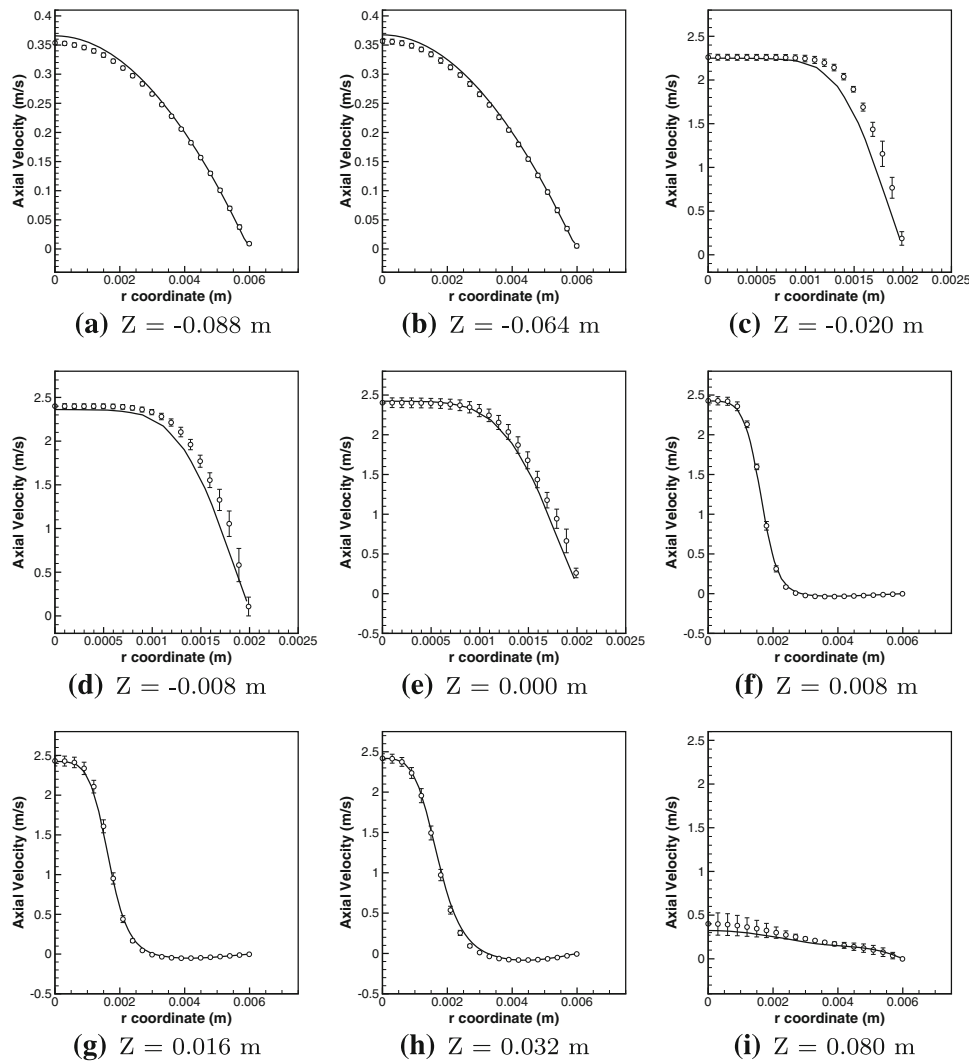 0.4
0.35
0.3
0.25
0.2
0.15
0.1
0.05
0
Axial Velocity (m/s)
0 0.002 0.004 0.006
r coordinate (m)
(a) Z = -0.088 m
0.4
0.35
0.3
0.25
0.2
0.15
0.1
0.05
0
Axial Velocity (m/s)
0 0.002 0.004 0.006
r coordinate (m)
(b) Z = -0.064 m
2.5
2
1.5
1
0.5
0
Axial Velocity (m/s)
0 0.0005 0.001 0.0015 0.002 0.0025
r coordinate (m)
(c) Z = -0.020 m
2.5
2
1.5
1
0.5
0
Axial Velocity (m/s)
0 0.0005 0.001 0.0015 0.002 0.0025
r coordinate (m)
(d) Z = -0.008 m
2.5
2
1.5
1
0.5
0
-0.5
Axial Velocity (m/s)
0 0.0005 0.001 0.0015 0.002 0.0025
r coordinate (m)
(e) Z = 0.000 m
2.5
2
1.5
1
0.5
0
-0.5
Axial Velocity (m/s)
0 0.002 0.004 0.006
r coordinate (m)
(f) Z = 0.008 m
2.5
2
1.5
1
0.5
0
-0.5
Axial Velocity (m/s)
0 0.002 0.004 0.006
r coordinate (m)
(g) Z = 0.016 m
2.5
2
1.5
1
0.5
0
-0.5
Axial Velocity (m/s)
0 0.002 0.004 0.006
r coordinate (m)
(h) Z = 0.032 m
2.5
2
1.5
1
0.5
0
Axial Velocity (m/s)
0 0.002 0.004 0.006
r coordinate (m)
(i) Z = 0.080 m